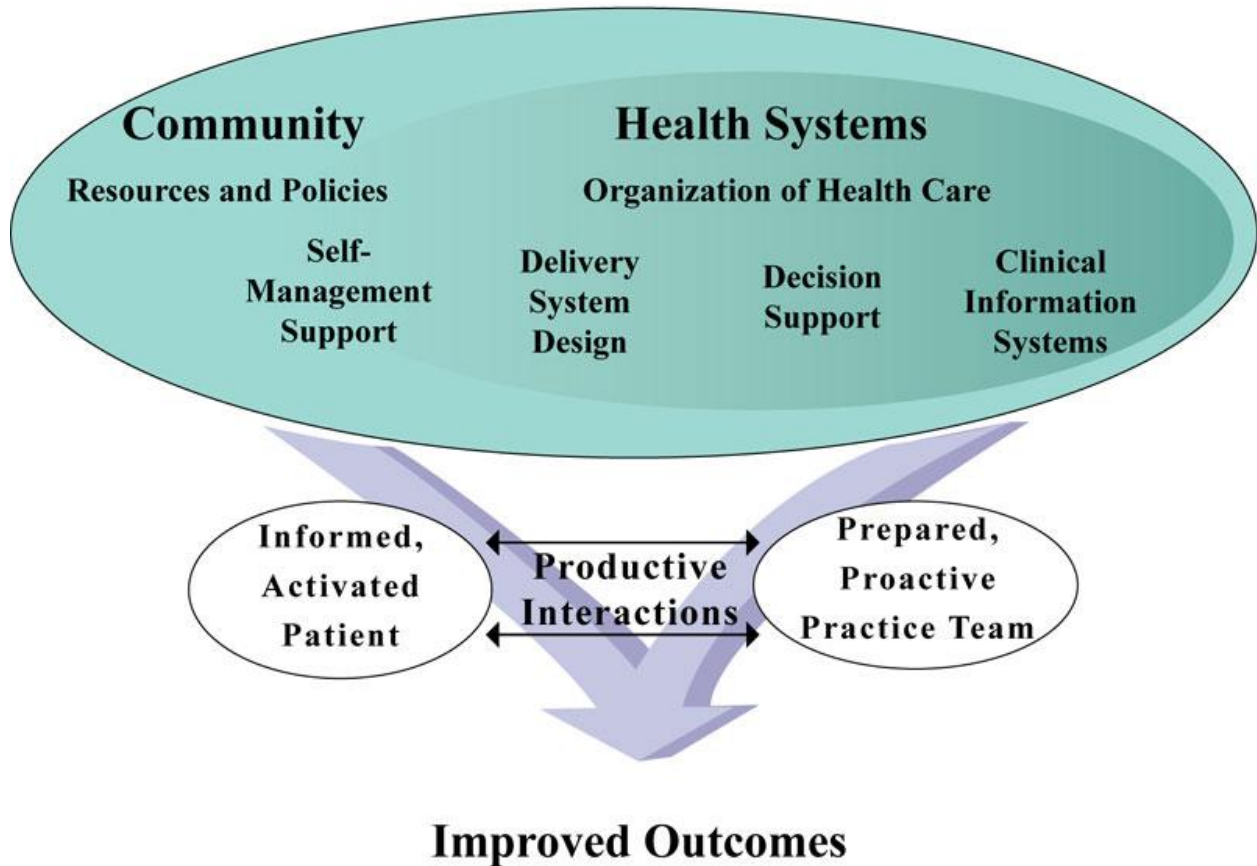 Community
Health Systems
Resources and Policies
Organization of Health Care
Self-
Management
Support
Delivery
System
Design
Decision
Support
Clinical
Information
Systems
Informed,
Activated
Patient
Productive
Interactions
Prepared,
Proactive
Practice Team
Improved Outcomes